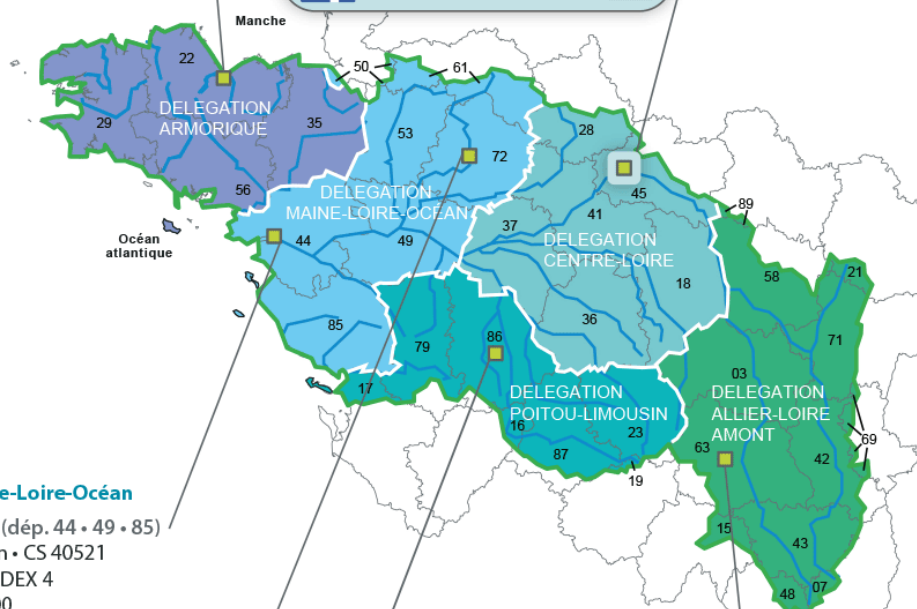 Manche
50
61
22
DELEGATION
ARMORIQUE
29
35
53
28
72
56
45
89
DELEGATION
MAINE-LOIRE-OCÉAN
41
37
Océan
atlantique
44
49
DELEGATION
CENTRE-LOIRE
58
21
18
85
36
79
86
71
03
17
DELEGATION
POITOU-LIMOUSIN
DELEGATION
ALLIER-LOIRE
AMONT
16
23
69
63
87
42
19
e-Loire-Océan
(dép. 44 • 49 • 85)
15
n • CS 40521
43
DEX 4
07
48
00